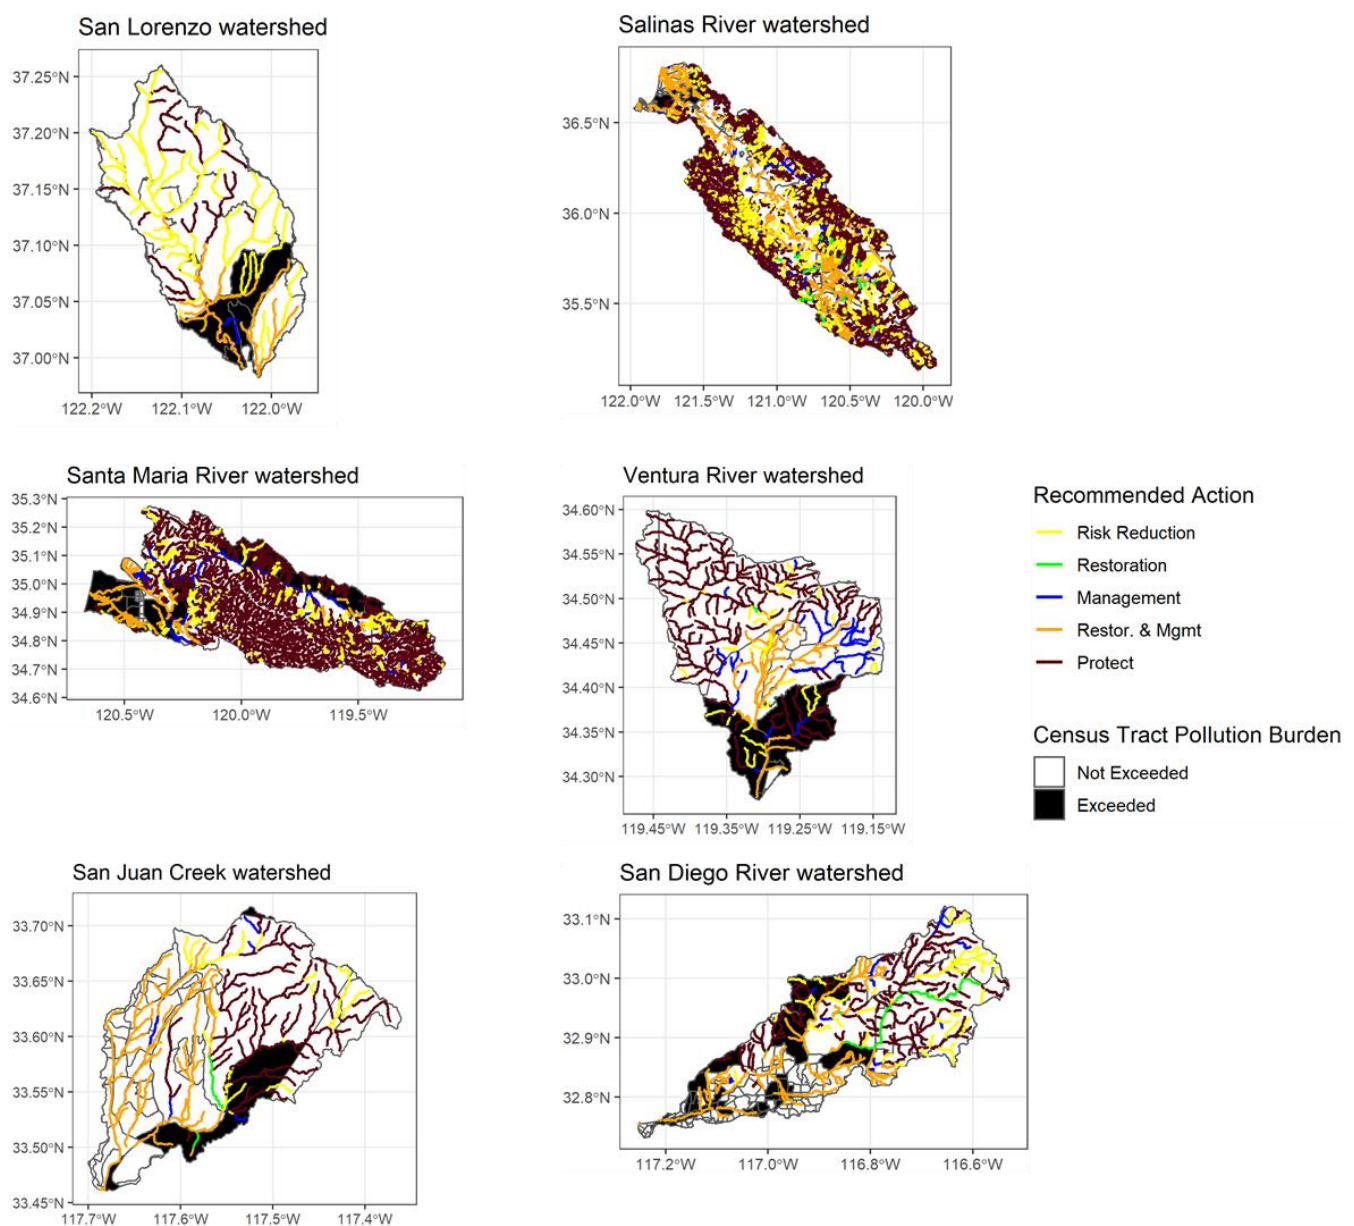 San Lorenzo watershed
37.25°N
37.20°N
37.15°N
37.10°N
37.05°N
37.00°N
122.2°W 122.1°W 122.0°W
Salinas River watershed
36.5°N
36.0°N
35.5°N
122.0°W 121.5°W 121.0°W 120.5°W 120.0°W
Santa Maria River watershed
35.3°N
35.2°N
35.1°N
35.0°N
34.9°N
34.8°N
34.7°N
34.6°N
120.5°W 120.0°W 119.5°W
Ventura River watershed
34.60°N
34.55°N
34.50°N
34.45°N
34.40°N
34.35°N
34.30°N
119.45°W 119.35°W 119.25°W 119.15°W
Recommended Action
Risk Reduction
Restoration
Management
Restor. & Mgmt
Protect
Census Tract Pollution Burden
Not Exceeded
Exceeded
San Juan Creek watershed
33.70°N
33.65°N
33.60°N
33.55°N
33.50°N
33.45°N
117.7°W 117.6°W 117.5°W 117.4°W
San Diego River watershed
33.1°N
33.0°N
32.9°N
32.8°N
117.2°W 117.0°W 116.8°W 116.6°W